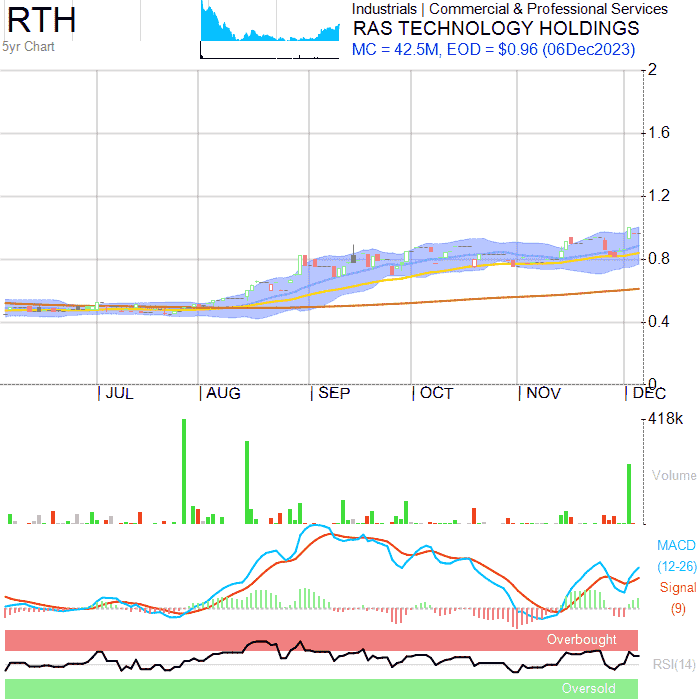 RTH
5yr Chart
Industrials | Commercial & Professional Services
RAS TECHNOLOGY HOLDINGS
MC = 42.5M, EOD = $0.96 (06Dec2023)
2
1.6
1.2
0.8
0.4
0
JUL AUG SEP OCT NOV DEC
418k
Volume
MACD
(12-26)
Signal
(9)
Overbought
RSI(14)
Oversold